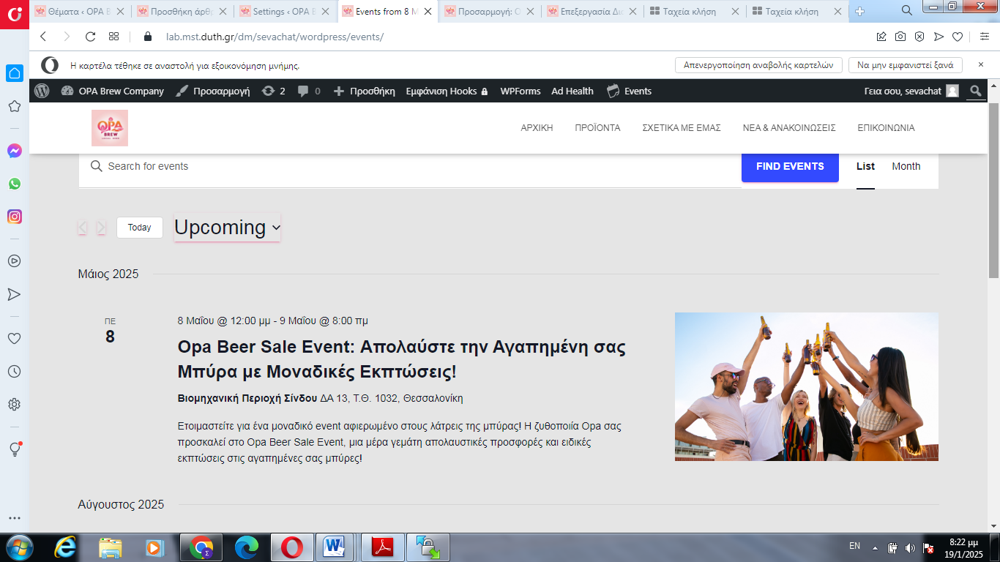 Θέματα ‹ OPA B
Προσθήκη άρθρ
Settings ‹ OPA B
Events from 8 M
Προσαρμογή: O
Επεξεργασία Δι
Ταχεία κλήση
Ταχεία κλήση
lab.mst.duth.gr/dm/sevachat/wordpress/events/
Η καρτέλα τέθηκε σε αναστολή για εξοικονόμηση μνήμης.
Απενεργοποίηση αναβολής καρτελών
Να μην εμφανιστεί ξανά
OPA Brew Company
Προσαρμογή
2
0
Προσθήκη
Εμφάνιση Hooks
WPForms
Ad Health
Events
Γεια σου, sevachat
OPA
BREW
ΑΡΧΙΚΗ
ΠΡΟΪΟΝΤΑ
ΣΧΕΤΙΚΑ ΜΕ ΕΜΑΣ
ΝΕΑ & ΑΝΑΚΟΙΝΩΣΕΙΣ
ΕΠΙΚΟΙΝΩΝΙΑ
Search for events
FIND EVENTS
List
Month
Today
Upcoming
Μάιος 2025
ΠΕ
8
8 Μαΐου @ 12:00 μμ - 9 Μαΐου @ 8:00 πμ
Opa Beer Sale Event: Απολαύστε την Αγαπημένη σας
Μπύρα με Μοναδικές Εκπτώσεις!
Βιομηχανική Περιοχή Σίνδου ΔΑ 13, Τ.Θ. 1032, Θεσσαλονίκη
Ετοιμαστείτε για ένα μοναδικό event αφιερωμένο στους λάτρεις της μπύρας! Η ζυθοποιία Opa σας
προσκαλεί στο Opa Beer Sale Event, μια μέρα γεμάτη απολαυστικές προσφορές και ειδικές
εκπτώσεις στις αγαπημένες σας μπύρες!
Αύγουστος 2025
EN
8:22 μμ
19/1/2025